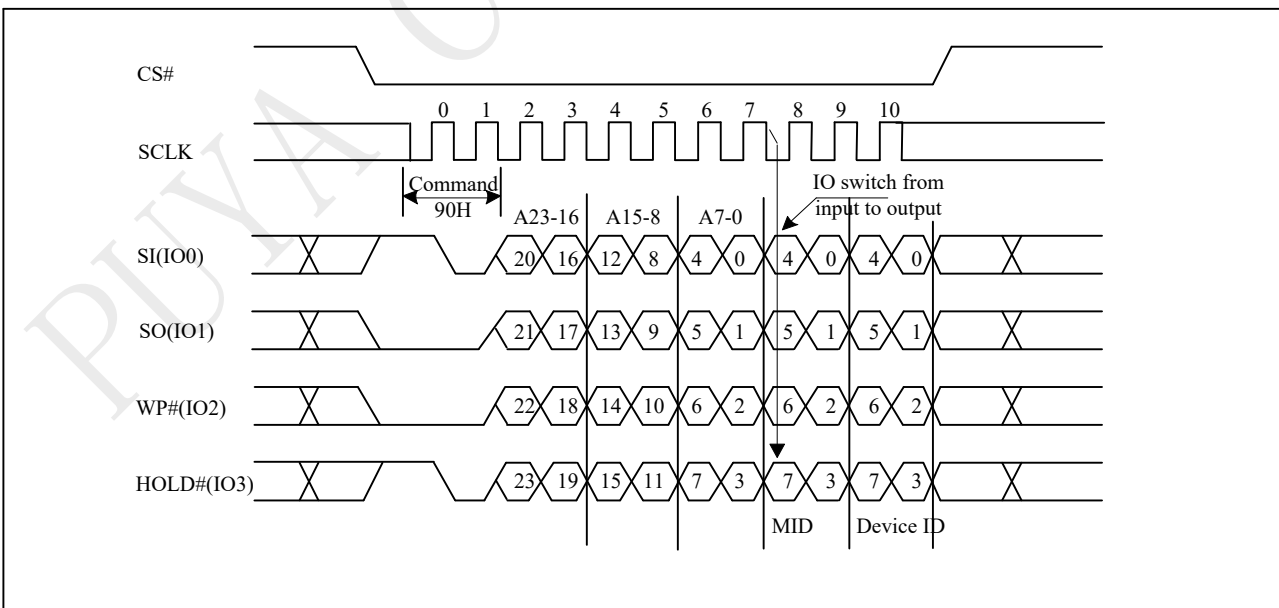 CS#
0 1 2 3 4 5 6 7 8 9 10
SCLK
Command
90H
IO switch from
input to output
A23-16 A15-8 A7-0
SI(IO0) 20 16 12 8 4 0 4 0 4 0
SO(IO1) 21 17 13 9 5 1 5 1 5 1
WP#(IO2) 22 18 14 10 6 2 6 2 6 2
HOLD#(IO3) 23 19 15 11 7 3 7 3 7 3
MID Device ID
PUYA